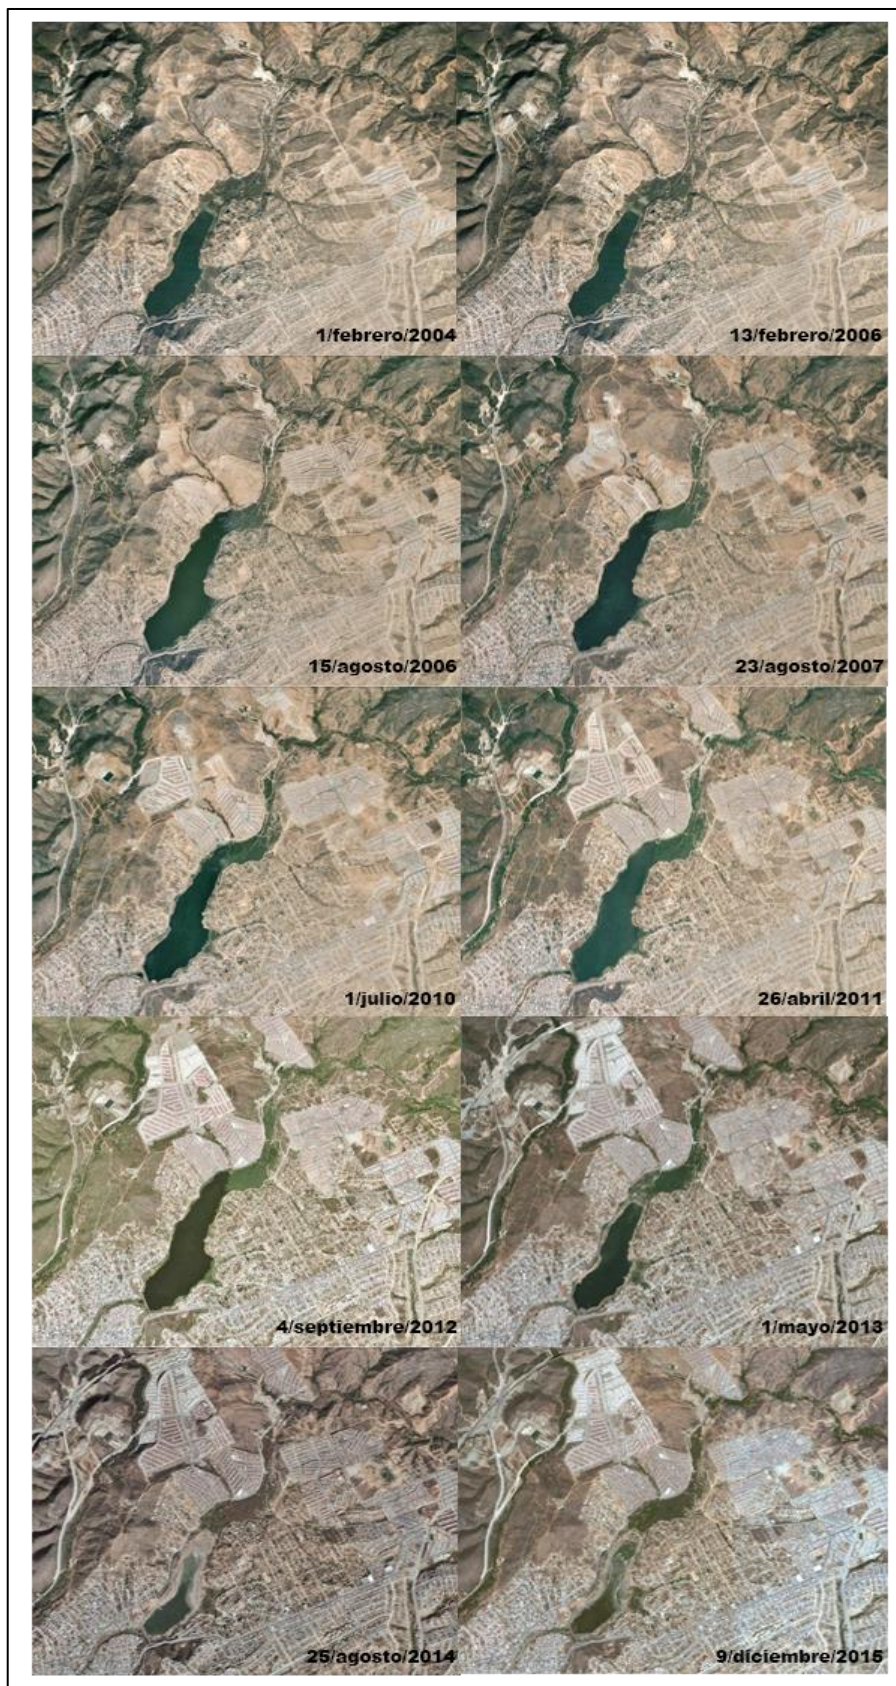 1/febrero/2004
13/febrero/2006
15/agosto/2006
23/agosto/2007
1/julio/2010
26/abril/2011
4/septiembre/2012
1/mayo/2013
25/agosto/2014
9/diciembre/2015